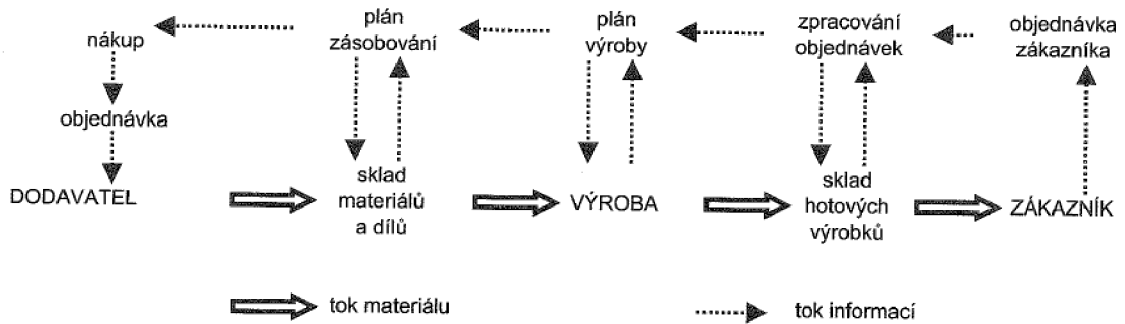 nákup
objednávka
DODAVATEL
plán
zásobování
sklad
materiálů
a dílů
plán
výroby
VÝROBA
zpracování
objednávek
sklad
hotových
výrobků
objednávka
zákazníka
ZÁKAZNÍK
tok materiálu
tok informací